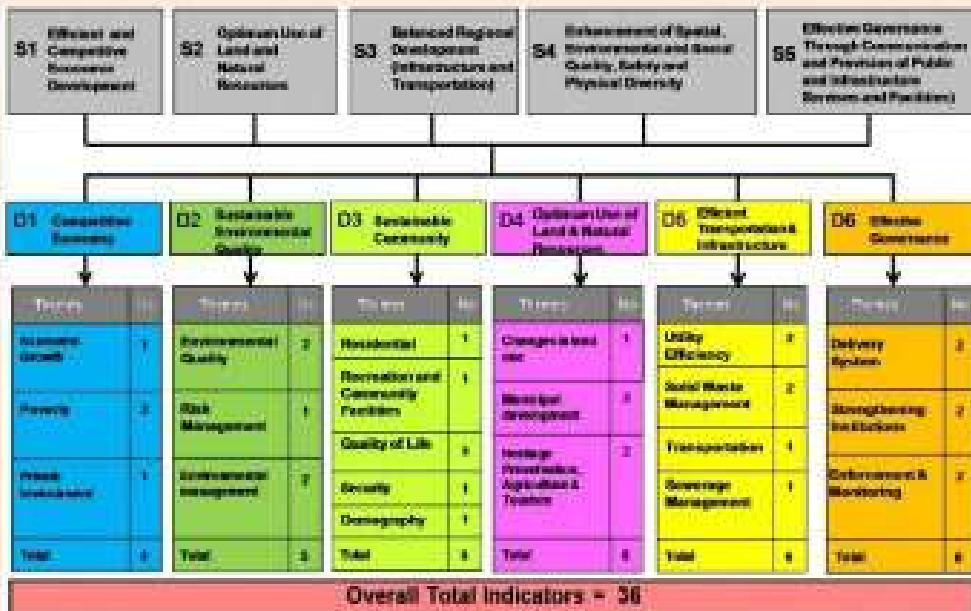 S1 Efficient and
Competitive
Economic
Development
S2 Optimum Use of
Land and
Natural
Resources
S3 Balanced Regional
Development
(Infrastructure and
Transportation)
S4 Enhancement of Spatial,
Environmental and Social
Quality, Safety and
Physical Diversity
S5 Effective Governance
Through Communication
and Provision of Public
and Infrastructure
Services and Facilities)
D1 Competitive
Economy
D2 Sustainable
Environmental
Quality
D3 Sustainable
Community
D4 Optimum Use of
Land & Natural
Resources
Efficient
Transportation &
Infrastructure
D6 Effective
Governance
Themes No
Economic
Growth 1
Poverty
Private
Investment 1
Total
Themes No
Environmental
Quality 2
Risk
Management 1
Environmental
management 2
Total 5
Themes No
Residential 1
Recreation and
Community
Facilities 1
Quality of Life
Security 1
Demography 1
Total
Themes No
Changes in land
use 1
Municipal
development
Heritage
Preservation,
Agriculture &
Tourism 2
Total
Themes No
Utility
Efficiency 2
Solid Waste
Management 2
Transportation 1
Sewerage
Management 1
Total 6
Themes No
Delivery
System 2
Strengthening
Institutions 2
Enforcement &
Monitoring 2
Total 6
Overall Total Indicators = 36